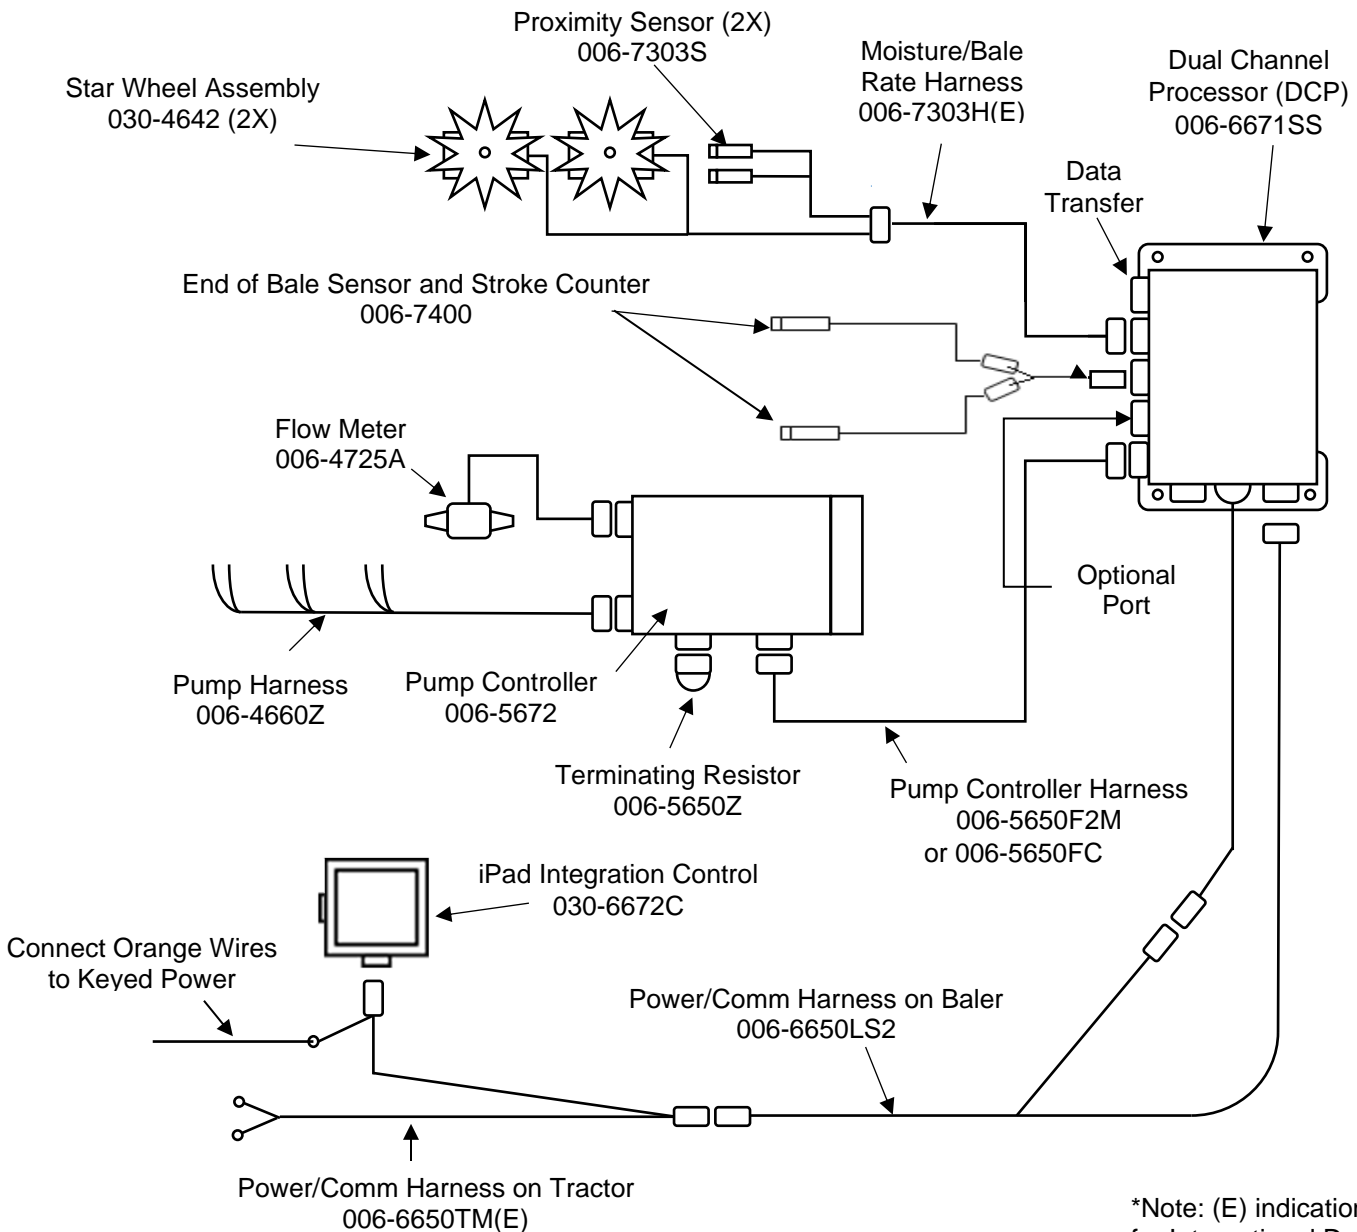 Proximity Sensor (2X)
006-7303S
Moisture/Bale
Rate Harness
006-7303H(E)
Dual Channel
Processor (DCP)
006-6671SS
Star Wheel Assembly
030-4642 (2X)
Data
Transfer
End of Bale Sensor and Stroke Counter
006-7400
Flow Meter
006-4725A
Optional
Port
Pump Harness
006-4660Z
Pump Controller
006-5672
Terminating Resistor
006-5650Z
Pump Controller Harness
006-5650F2M
or 006-5650FC
iPad Integration Control
030-6672C
Connect Orange Wires
to Keyed Power
Power/Comm Harness on Baler
006-6650LS2
Power/Comm Harness on Tractor
006-6650TM(E)
*Note: (E) indication